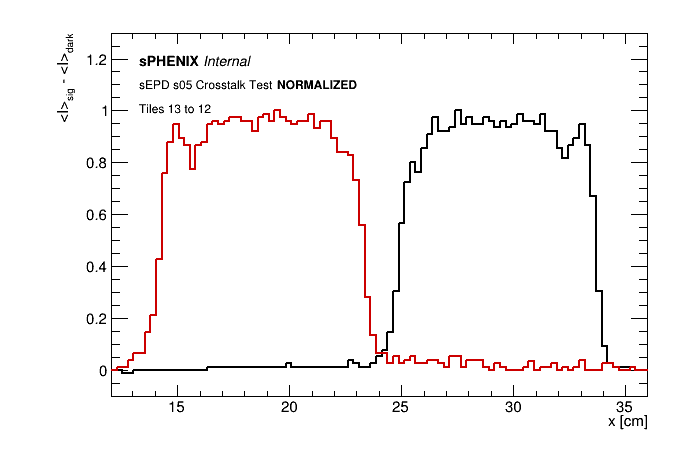 <I>sig - <I>dark
sPHENIX Internal
sEPD s05 Crosstalk Test NORMALIZED
Tiles 13 to 12
1.2
1
0.8
0.6
0.4
0.2
0
15 20 25 30 35
x [cm]